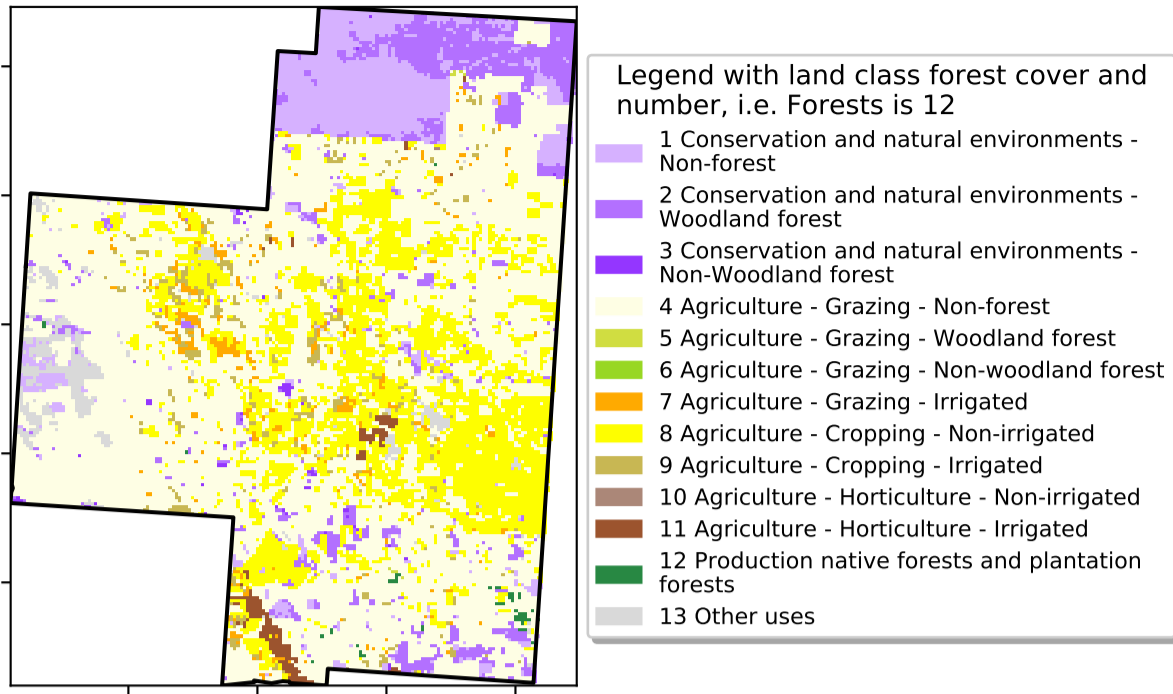 Legend with land class forest cover and
number, i.e. Forests is 12
1 Conservation and natural environments -
Non-forest
2 Conservation and natural environments -
Woodland forest
3 Conservation and natural environments -
Non-Woodland forest
4 Agriculture - Grazing - Non-forest
5 Agriculture - Grazing - Woodland forest
6 Agriculture - Grazing - Non-woodland forest
7 Agriculture - Grazing - Irrigated
8 Agriculture - Cropping - Non-irrigated
9 Agriculture - Cropping - Irrigated
10 Agriculture - Horticulture - Non-irrigated
11 Agriculture - Horticulture - Irrigated
12 Production native forests and plantation
forests
13 Other uses